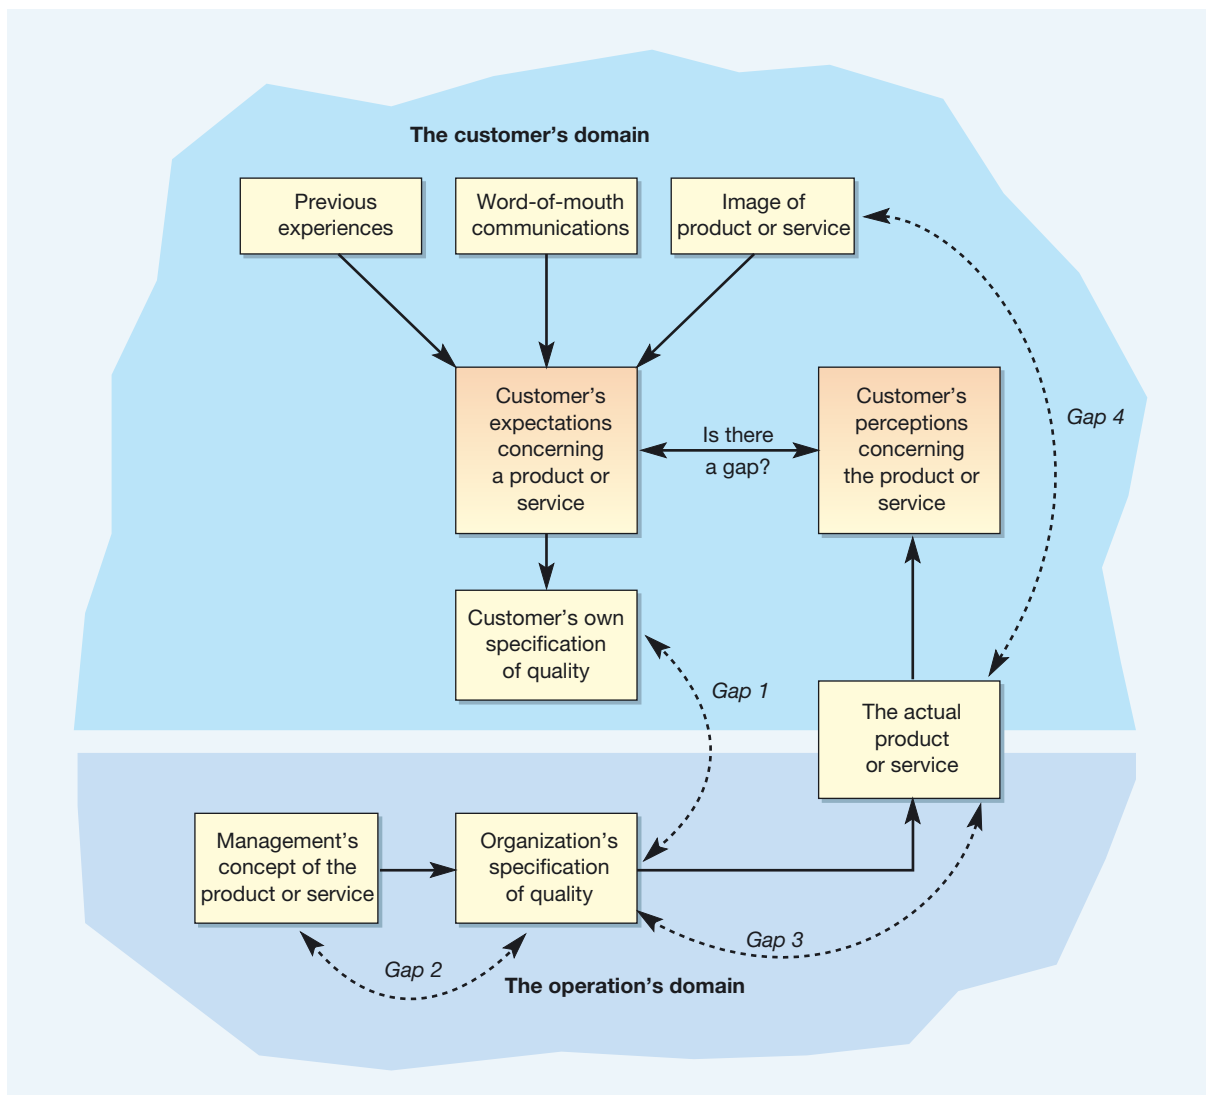 The customer’s domain
Previous
experiences
Word-of-mouth
communications
Image of
product or service
Customer’s
expectations
concerning
a product or
service
Is there
a gap?
Customer’s
perceptions
concerning
the product or
service
Gap 4
Customer’s own
specification
of quality
Gap 1
The actual
product
or service
Management’s
concept of the
product or service
Organization’s
specification
of quality
Gap 3
Gap 2
The operation’s domain